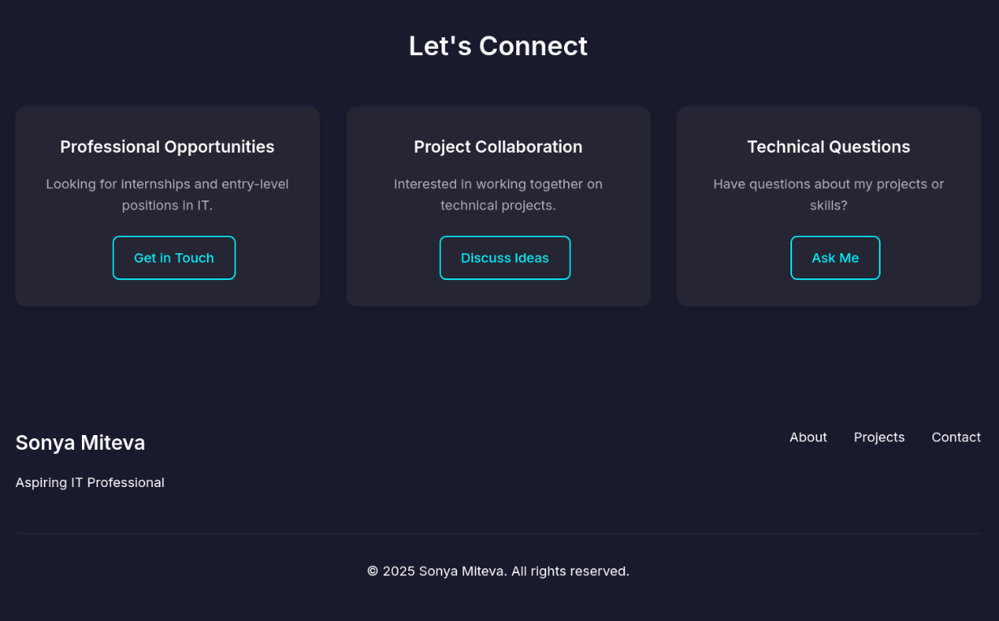 Let's Connect
Professional Opportunities
Looking for internships and entry-level
positions in IT.
Get in Touch
Project Collaboration
Interested in working together on
technical projects.
Discuss Ideas
Technical Questions
Have questions about my projects or
skills?
Ask Me
Sonya Miteva
Aspiring IT Professional
About
Projects
Contact
© 2025 Sonya Miteva. All rights reserved.